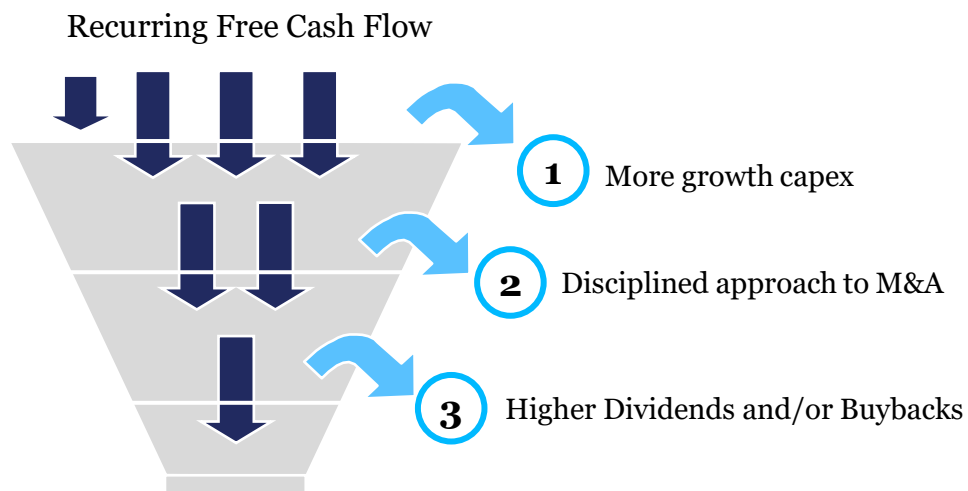 Recurring Free Cash Flow
1 More growth capex
2 Disciplined approach to M&A
3 Higher Dividends and/or Buybacks